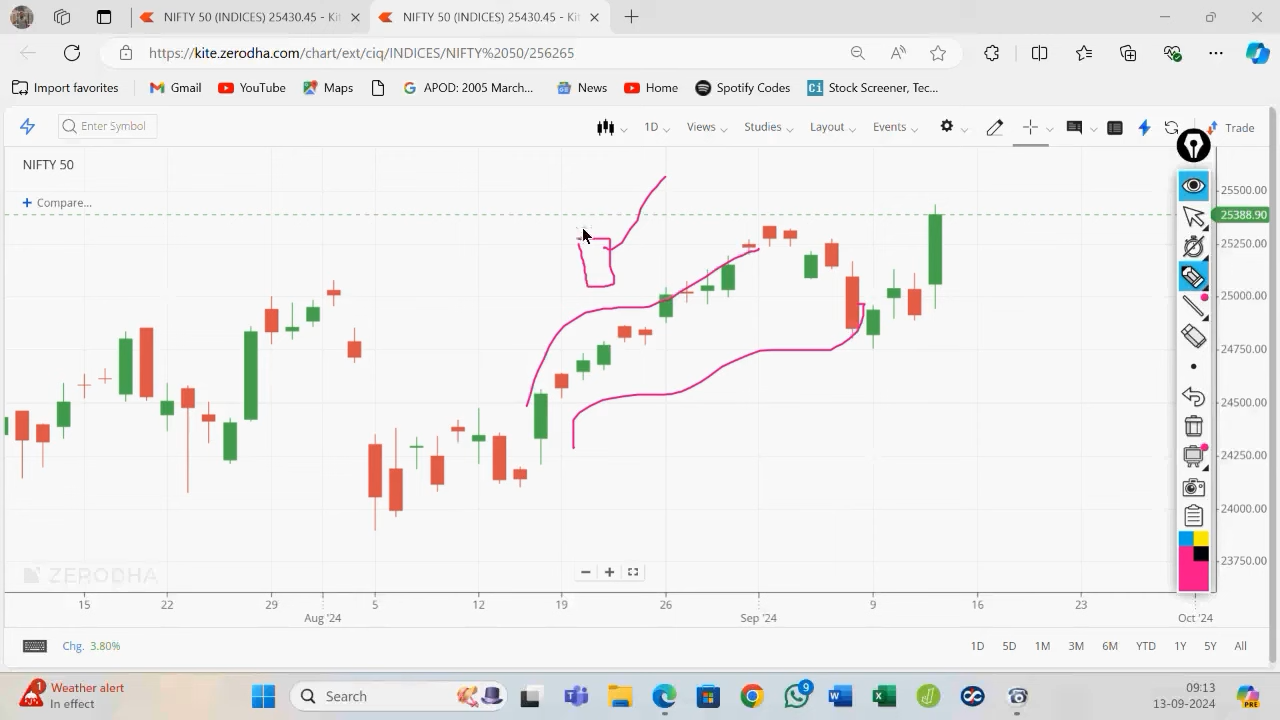 NIFTY 50 (INDICES) 25430.45 - Kit
NIFTY 50 (INDICES) 25430.45 - Kit
https://kite.zerodha.com/chart/ext/ciq/INDICES/NIFTY%2050/256265
Import favorites
Gmail
YouTube
Maps
APOD: 2005 March...
News
Home
Spotify Codes
Ci
Stock Screener, Tec...
Enter Symbol
1D
Views
Studies
Layout
Events
Trade
NIFTY 50
+ Compare...
25500.00
25388.90
25250.00
25000.00
24750.00
24500.00
24250.00
24000.00
23750.00
ZERODHA
15
22
29
5
12
19
26
9
16
23
Aug '24
Sep '24
Oct '24
Chg. 3.80%
1D
5D
1M
3M
6M
YTD
1Y
5Y
All
1
Weather alert
In effect
Search
9
09:13
13-09-2024
PRE